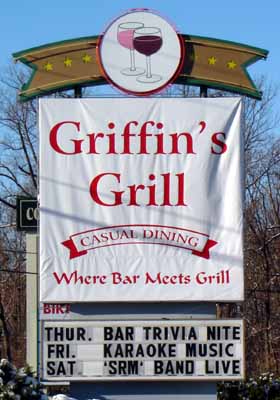 Griffin's
Grill
CASUAL DINING
Where Bar Meets Grill
THUR. BAR TRIVIA NITE
FRI. KARAOKE MUSIC
SAT. 'SRM' BAND LIVE